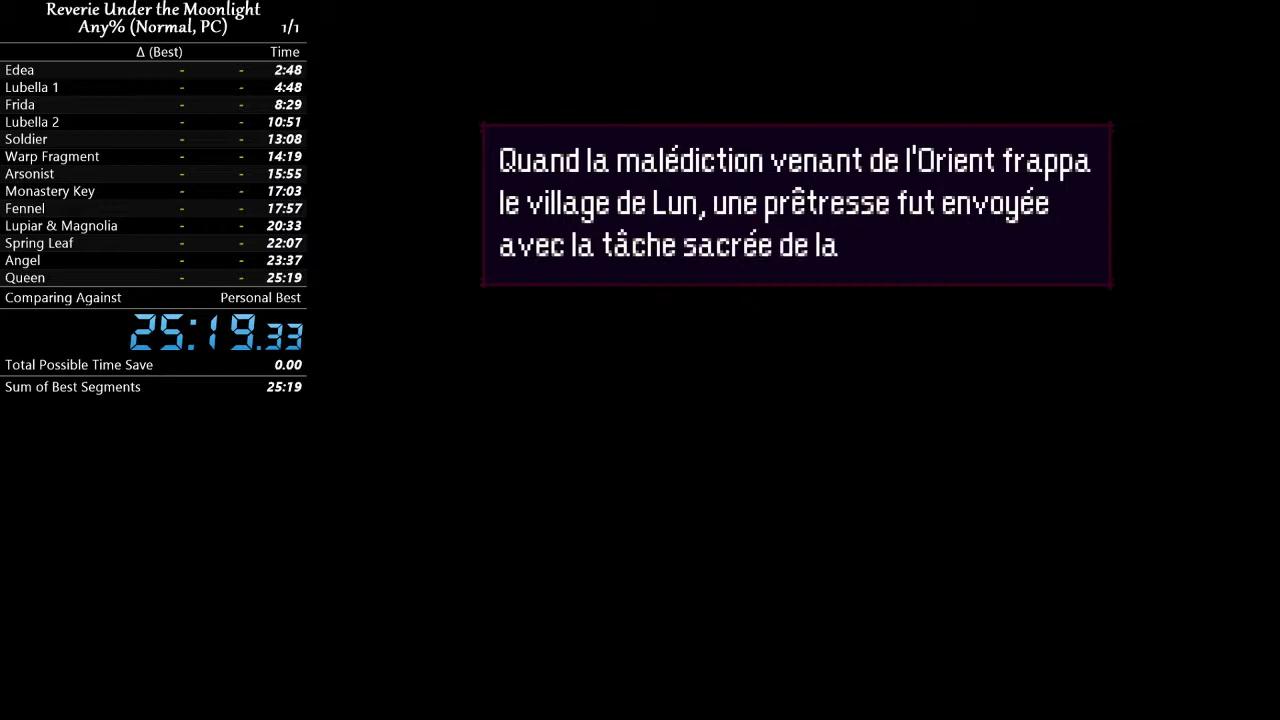 Reverie Under the Moonlight
Any% (Normal, PC) 1/1
Δ (Best) Time
Edea - - 2:48
Lubella 1 - - 4:48
Frida - - 8:29
Lubella 2 - - 10:51
Soldier - - 13:08
Warp Fragment - - 14:19
Arsonist - - 15:55
Monastery Key - - 17:03
Fennel - - 17:57
Lupiar & Magnolia - - 20:33
Spring Leaf - - 22:07
Angel - - 23:37
Queen - - 25:19
Comparing Against Personal Best
25:19.33
Total Possible Time Save 0.00
Sum of Best Segments 25:19
Quand la malédiction venant de l'Orient frappa
le village de Lun, une prêtresse fut envoyée
avec la tâche sacrée de la